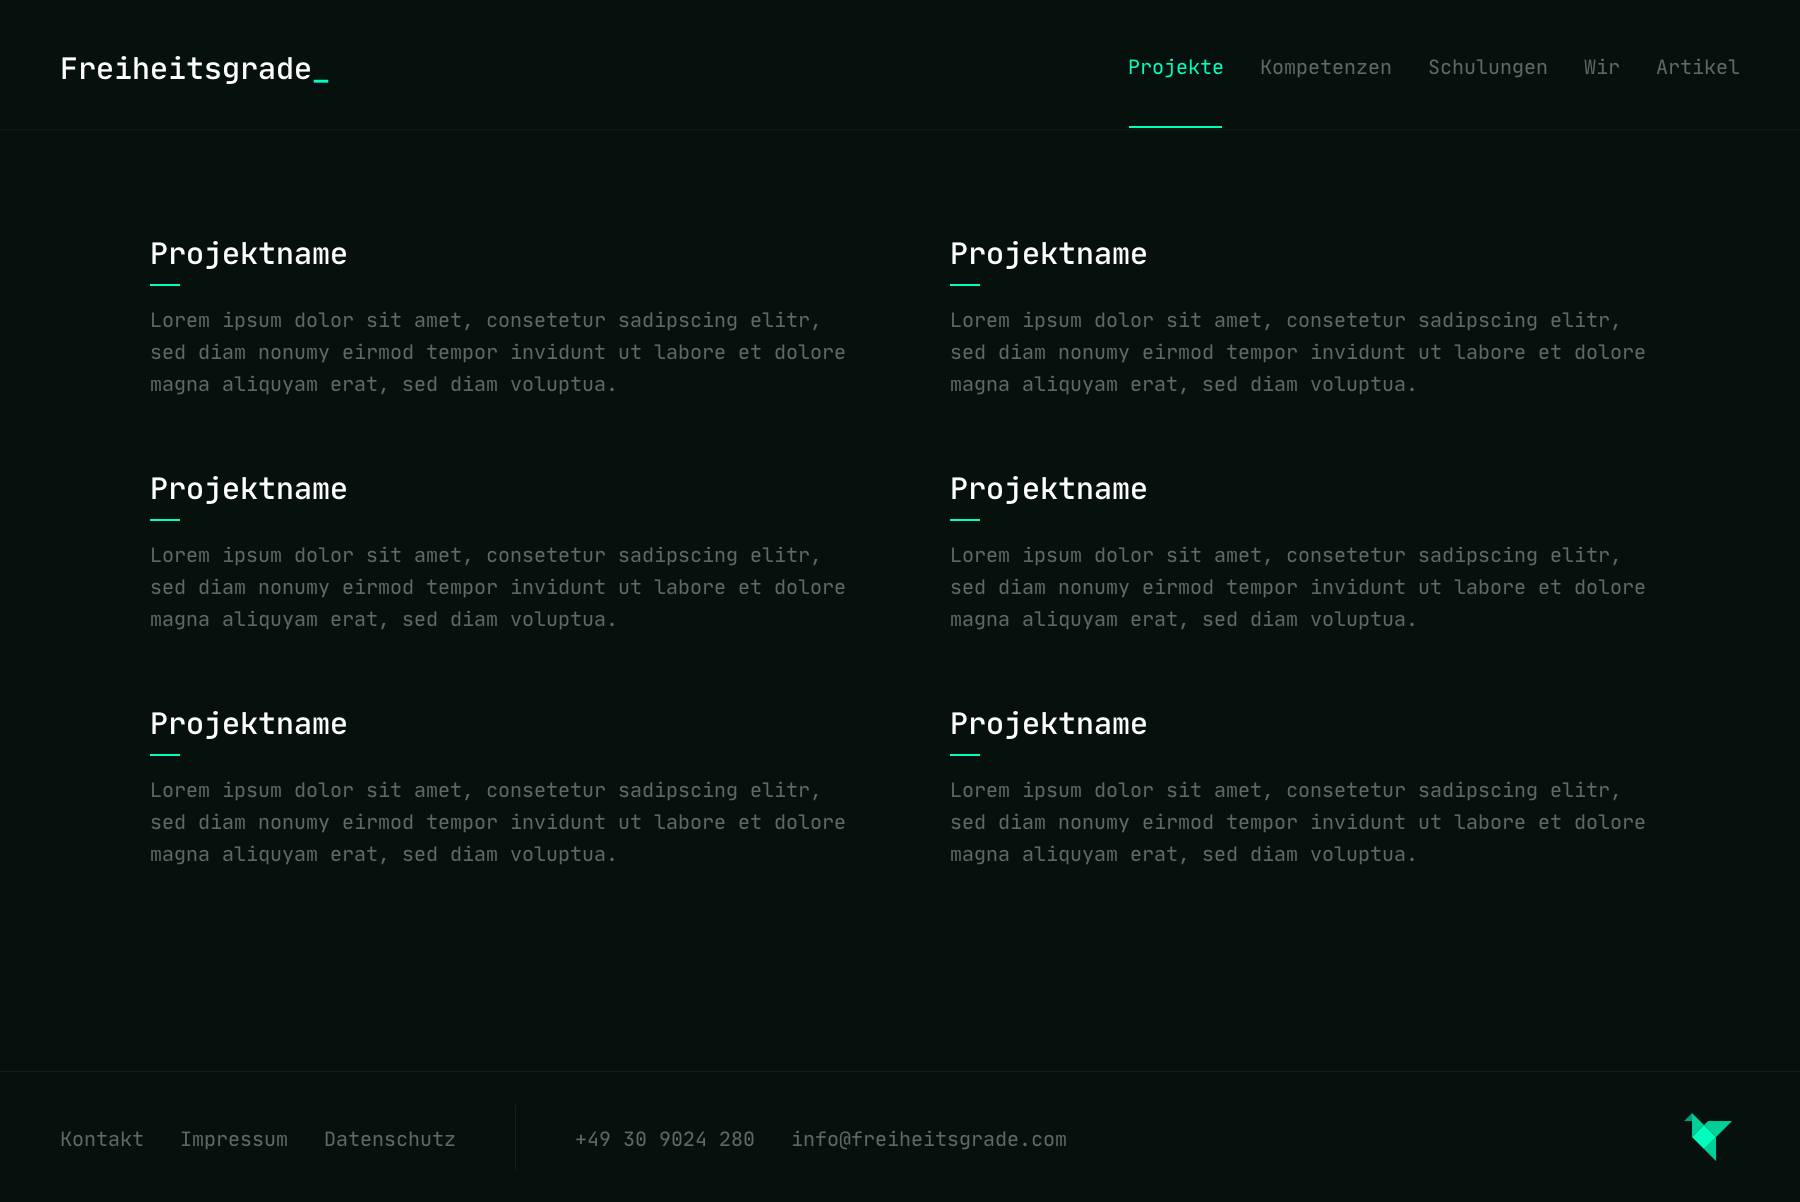 Freiheitsgrade_
Projekte Kompetenzen Schulungen Wir Artikel
Projektname
Lorem ipsum dolor sit amet, consetetur sadipscing elitr,
sed diam nonumy eirmod tempor invidunt ut labore et dolore
magna aliquyam erat, sed diam voluptua.
Projektname
Lorem ipsum dolor sit amet, consetetur sadipscing elitr,
sed diam nonumy eirmod tempor invidunt ut labore et dolore
magna aliquyam erat, sed diam voluptua.
Projektname
Lorem ipsum dolor sit amet, consetetur sadipscing elitr,
sed diam nonumy eirmod tempor invidunt ut labore et dolore
magna aliquyam erat, sed diam voluptua.
Projektname
Lorem ipsum dolor sit amet, consetetur sadipscing elitr,
sed diam nonumy eirmod tempor invidunt ut labore et dolore
magna aliquyam erat, sed diam voluptua.
Projektname
Lorem ipsum dolor sit amet, consetetur sadipscing elitr,
sed diam nonumy eirmod tempor invidunt ut labore et dolore
magna aliquyam erat, sed diam voluptua.
Projektname
Lorem ipsum dolor sit amet, consetetur sadipscing elitr,
sed diam nonumy eirmod tempor invidunt ut labore et dolore
magna aliquyam erat, sed diam voluptua.
Kontakt Impressum Datenschutz
+49 30 9024 280 info@freiheitsgrade.com